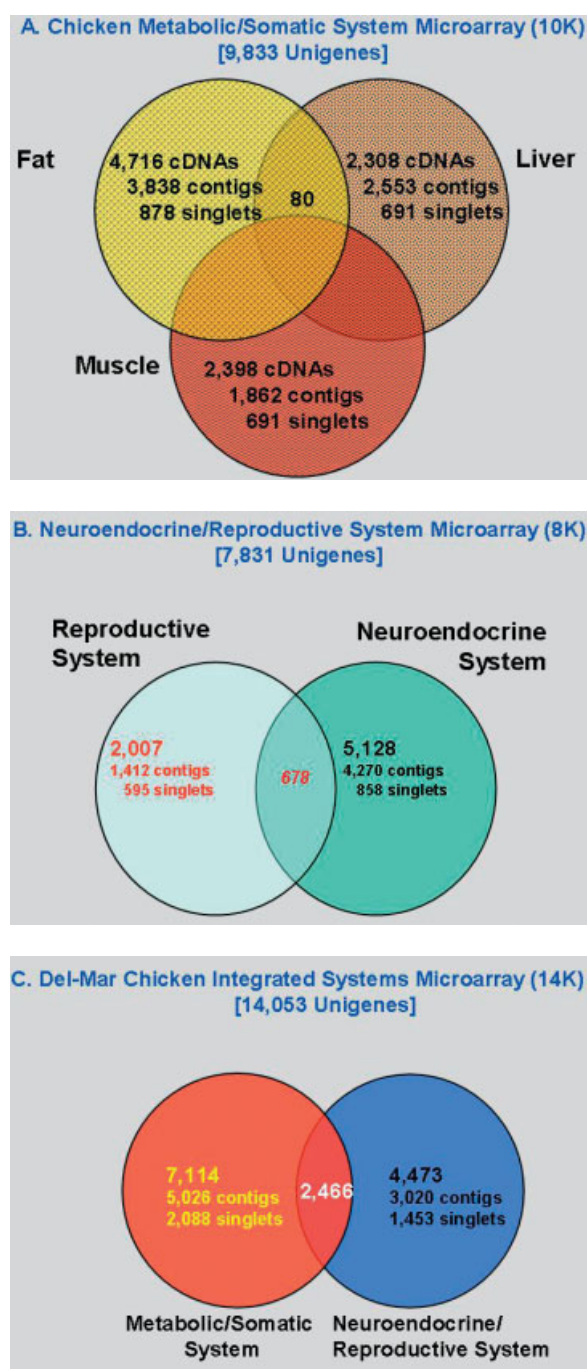 A. Chicken Metabolic/Somatic System Microarray (10K)
[9,833 Unigenes]
Fat
Liver
4,716 cDNAs
3,838 contigs
878 singlets
80
2,308 cDNAs
2,553 contigs
691 singlets
Muscle
2,398 cDNAs
1,862 contigs
691 singlets
B. Neuroendocrine/Reproductive System Microarray (8K)
[7,831 Unigenes]
Reproductive
System
Neuroendocrine
System
2,007
1,412 contigs
595 singlets
678
5,128
4,270 contigs
858 singlets
C. Del-Mar Chicken Integrated Systems Microarray (14K)
[14,053 Unigenes]
7,114
5,026 contigs
2,088 singlets
2,466
4,473
3,020 contigs
1,453 singlets
Metabolic/Somatic
System
Neuroendocrine/
Reproductive System